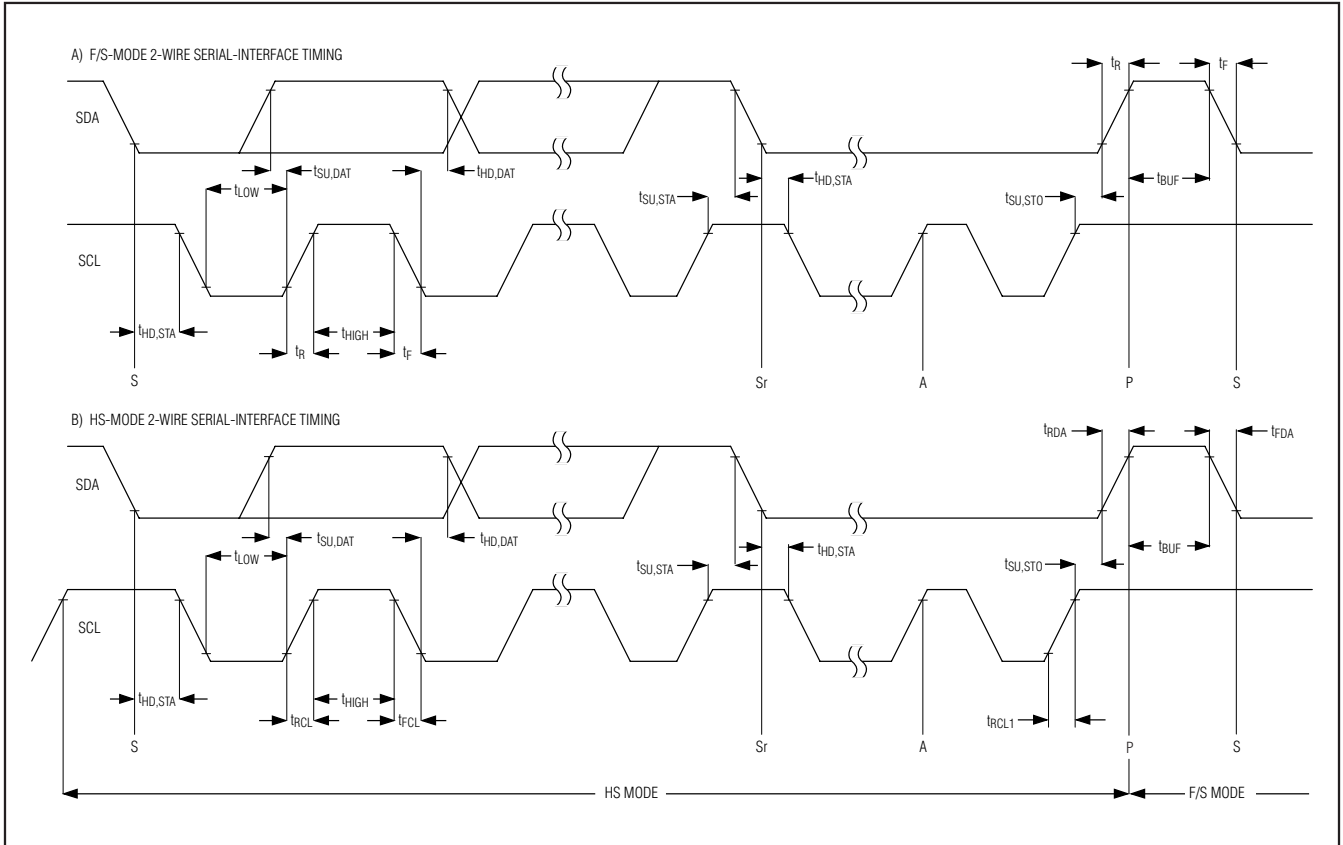 A) F/S-MODE 2-WIRE SERIAL-INTERFACE TIMING
tR
tF
SDA
tSU,DAT
tHD,DAT
tHD,STA
tLOW
tBUF
tSU,STA
tSU,STO
SCL
tHD,STA
tHIGH
tR
tF
S
Sr
A
P
S
B) HS-MODE 2-WIRE SERIAL-INTERFACE TIMING
tRDA
tFDA
SDA
tSU,DAT
tHD,DAT
tHD,STA
tLOW
tBUF
tSU,STA
tSU,STO
SCL
tHD,STA
tHIGH
tRCL
tFCL
tRCL1
S
Sr
A
P
S
HS MODE
F/S MODE